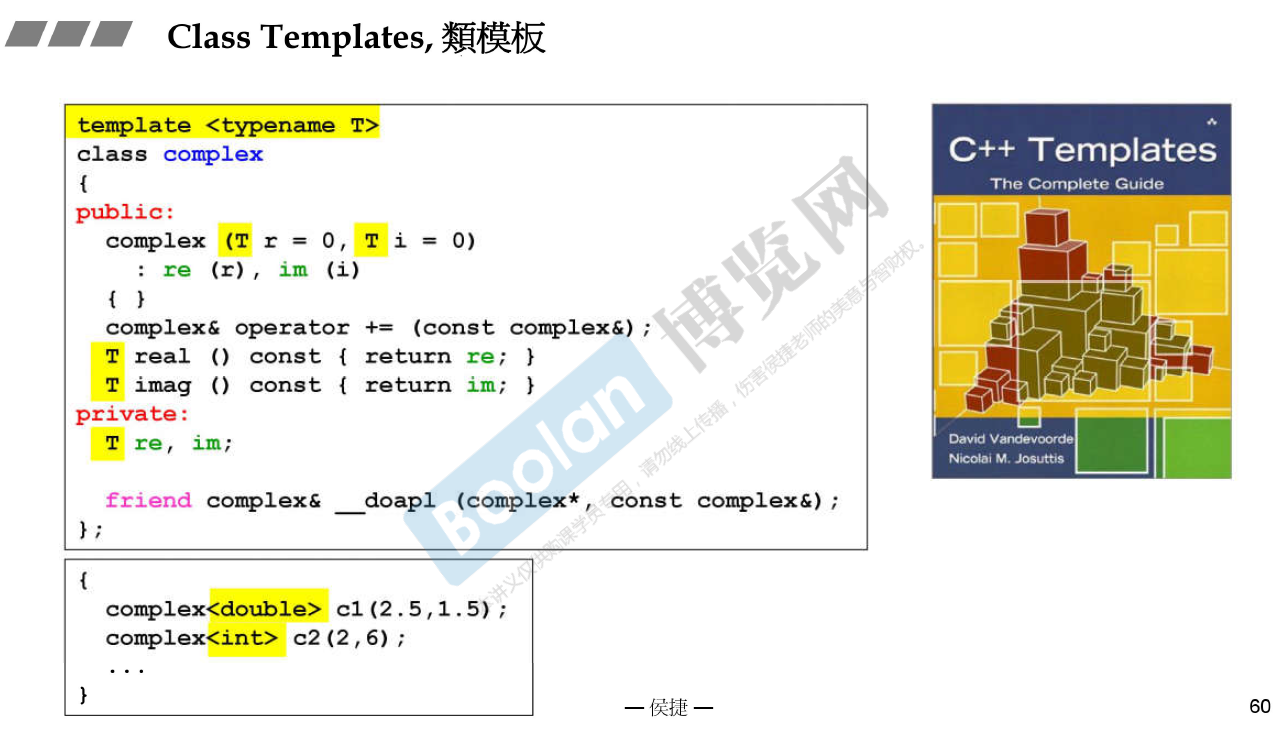 Class Templates, 類模板
template <typename T>
class complex
{
public:
complex (T r = 0, T i = 0)
: re (r), im (i)
{ }
complex& operator += (const complex&);
T real () const { return re; }
T imag () const { return im; }
private:
T re, im;
friend complex& __doapl (complex*, const complex&);
};
{
complex<double> c1(2.5,1.5);
complex<int> c2(2,6);
...
}
C++ Templates
The Complete Guide
David Vandevoorde
Nicolai M. Josuttis
Boolan 博览网
本讲义仅供购课学员专用，请勿线上传播，伤害侯捷老师的美意与智财权。
— 侯捷 —
60